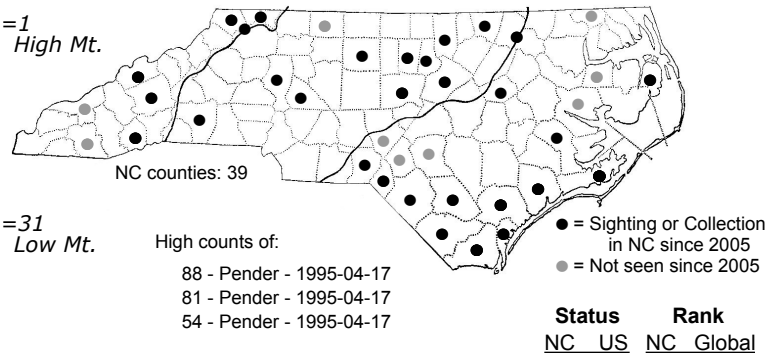 =1
High Mt.
NC counties: 39
=31
Low Mt.
High counts of:
88 - Pender - 1995-04-17
81 - Pender - 1995-04-17
54 - Pender - 1995-04-17
= Sighting or Collection
in NC since 2005
= Not seen since 2005
Status Rank
NC US NC Global